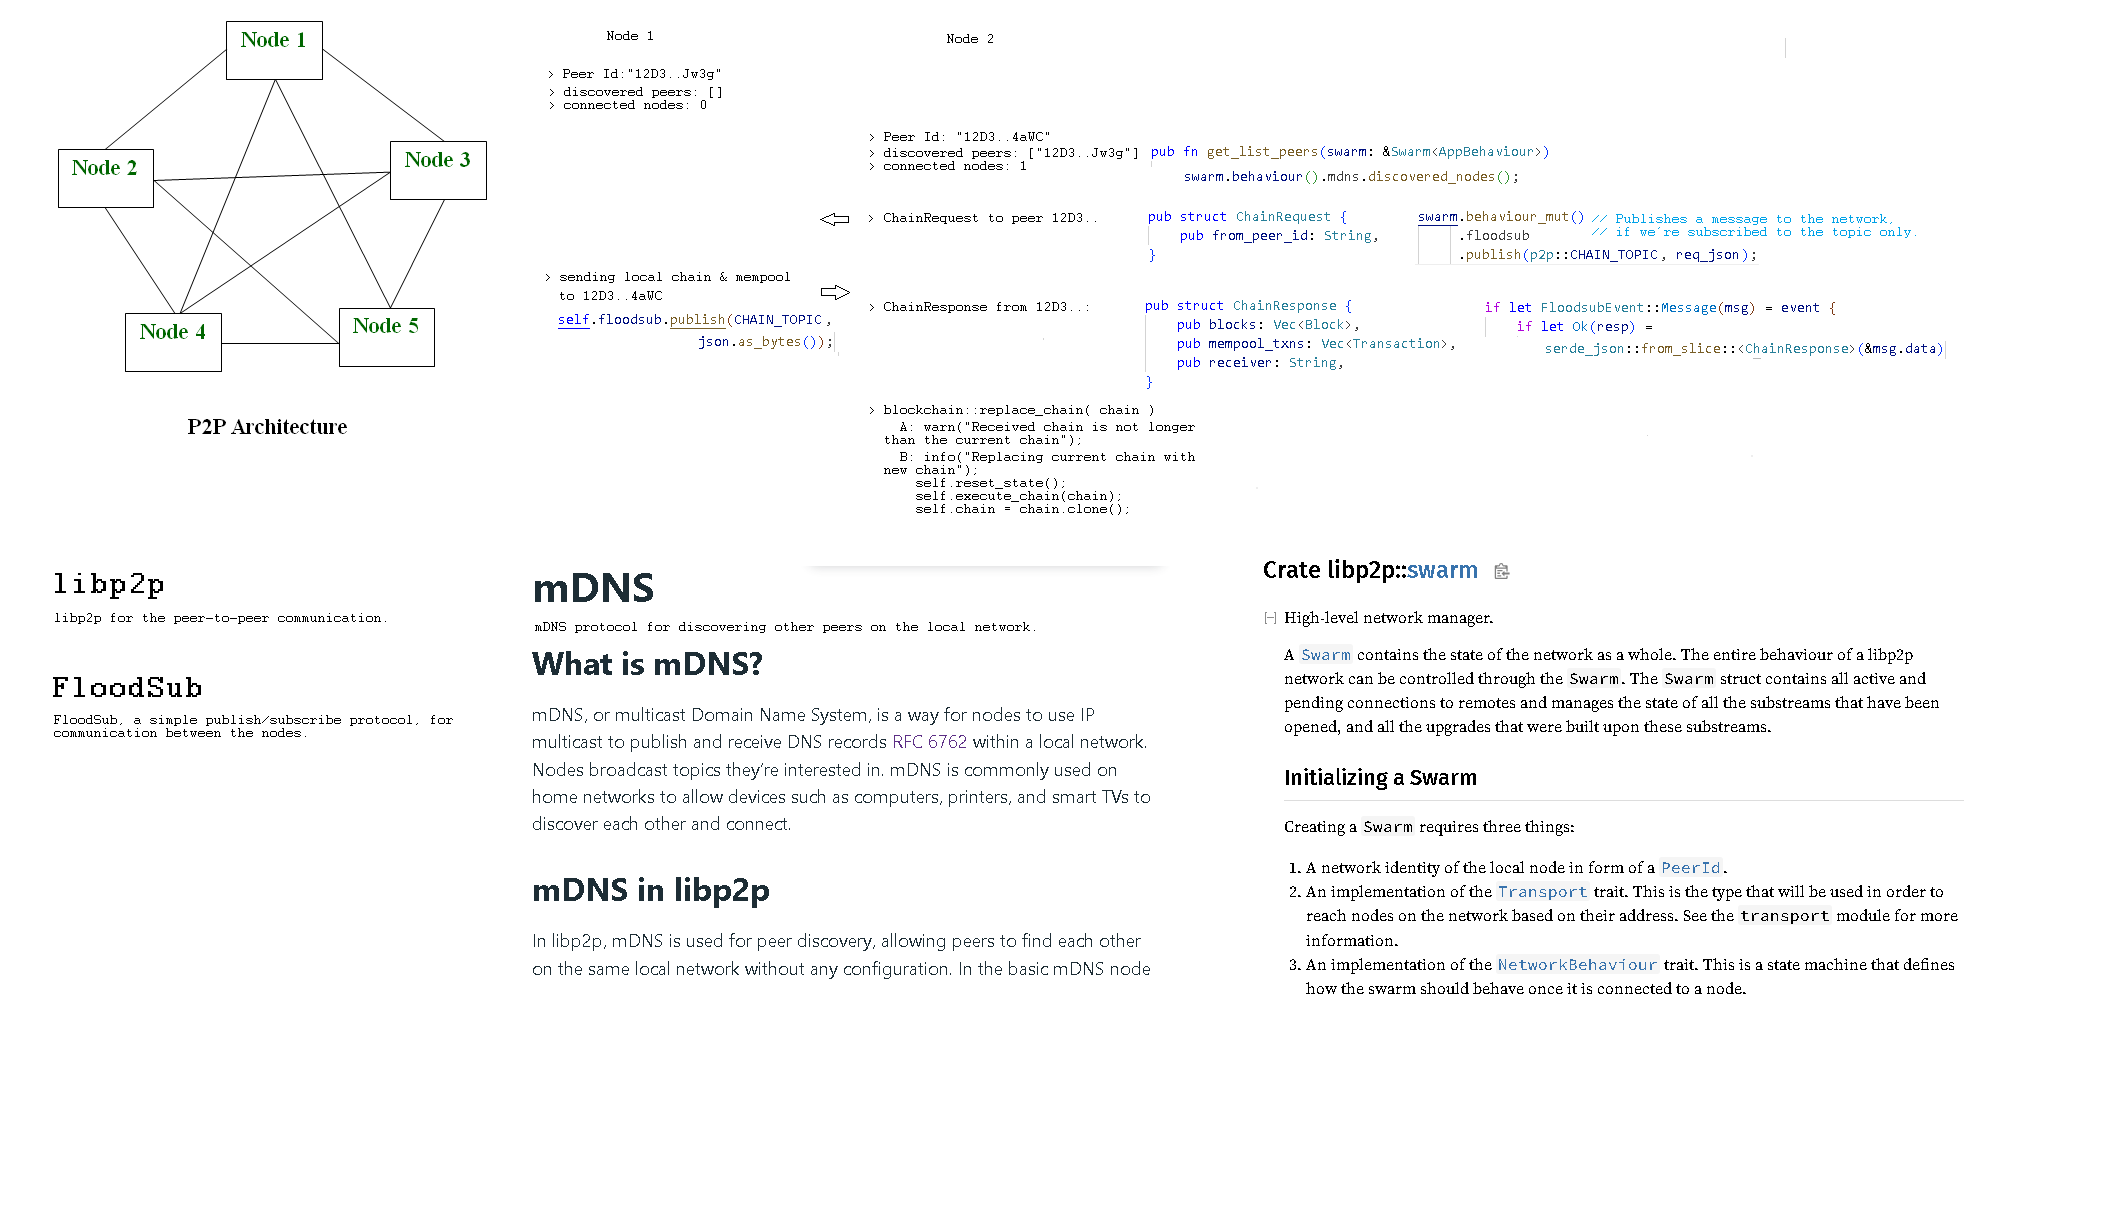 Node 1
Node 2
Node 3
Node 4
Node 5
P2P Architecture
Node 1
> Peer Id:"12D3..Jw3g"
> discovered peers: []
> connected nodes: 0
> sending local chain & mempool
to 12D3..4aWC
self.floodsub.publish(CHAIN_TOPIC,
json.as_bytes());
Node 2
> Peer Id: "12D3..4aWC"
> discovered peers: ["12D3..Jw3g"]
> connected nodes: 1
pub fn get_list_peers(swarm: &Swarm<AppBehaviour>)
swarm.behaviour().mdns.discovered_nodes();
> ChainRequest to peer 12D3..
pub struct ChainRequest {
pub from_peer_id: String,
}
swarm.behaviour_mut() // Publishes a message to the network,
.floodsub // if we´re subscribed to the topic only.
.publish(p2p::CHAIN_TOPIC, req_json);
> ChainResponse from 12D3..:
pub struct ChainResponse {
pub blocks: Vec<Block>,
pub mempool_txns: Vec<Transaction>,
pub receiver: String,
}
if let FloodsubEvent::Message(msg) = event {
if let Ok(resp) =
serde_json::from_slice::<ChainResponse>(&msg.data)
> blockchain::replace_chain( chain )
A: warn("Received chain is not longer
than the current chain");
B: info("Replacing current chain with
new chain");
self.reset_state();
self.execute_chain(chain);
self.chain = chain.clone();
libp2p
libp2p for the peer-to-peer communication.
FloodSub
FloodSub, a simple publish/subscribe protocol, for
communication between the nodes.
mDNS
mDNS protocol for discovering other peers on the local network.
What is mDNS?
mDNS, or multicast Domain Name System, is a way for nodes to use IP
multicast to publish and receive DNS records RFC 6762 within a local network.
Nodes broadcast topics they’re interested in. mDNS is commonly used on
home networks to allow devices such as computers, printers, and smart TVs to
discover each other and connect.
mDNS in libp2p
In libp2p, mDNS is used for peer discovery, allowing peers to find each other
on the same local network without any configuration. In the basic mDNS node
Crate libp2p::swarm
[−] High-level network manager.
A Swarm contains the state of the network as a whole. The entire behaviour of a libp2p
network can be controlled through the Swarm. The Swarm struct contains all active and
pending connections to remotes and manages the state of all the substreams that have been
opened, and all the upgrades that were built upon these substreams.
Initializing a Swarm
Creating a Swarm requires three things:
1. A network identity of the local node in form of a PeerId.
2. An implementation of the Transport trait. This is the type that will be used in order to
reach nodes on the network based on their address. See the transport module for more
information.
3. An implementation of the NetworkBehaviour trait. This is a state machine that defines
how the swarm should behave once it is connected to a node.